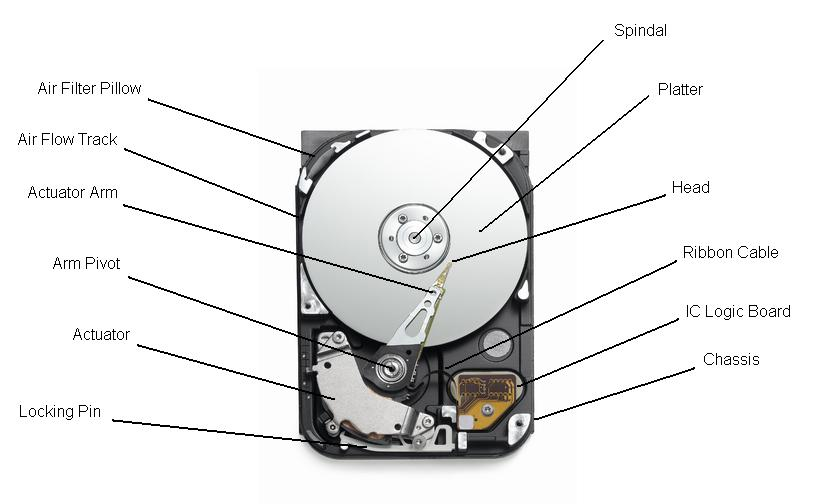 Spindal
Air Filter Pillow
Platter
Air Flow Track
Actuator Arm
Head
Arm Pivot
Ribbon Cable
IC Logic Board
Actuator
Chassis
Locking Pin